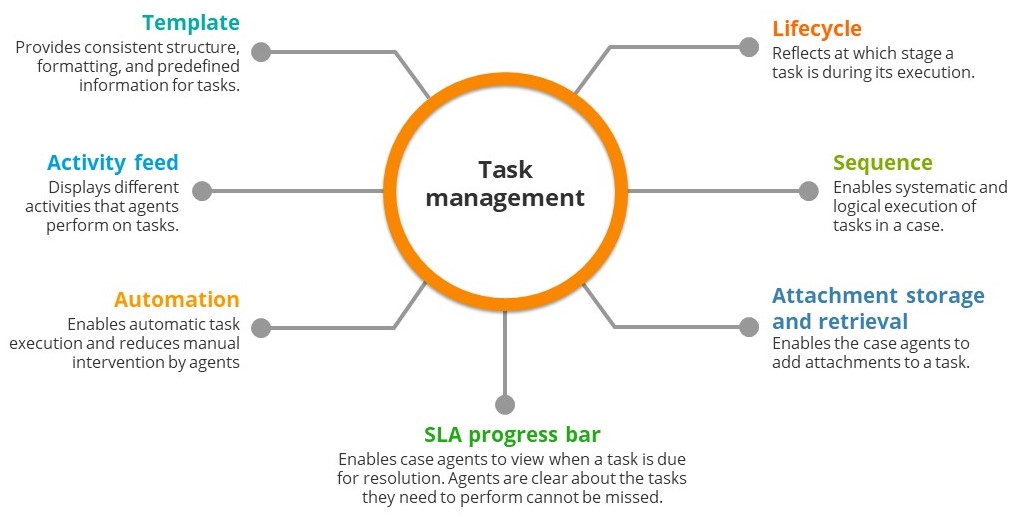 Template
Provides consistent structure,
formatting, and predefined
information for tasks.
Lifecycle
Reflects at which stage a
task is during its execution.
Task
management
Activity feed
Displays different
activities that agents
perform on tasks.
Sequence
Enables systematic and
logical execution of
tasks in a case.
Automation
Enables automatic task
execution and reduces manual
intervention by agents
Attachment storage
and retrieval
Enables the case agents to
add attachments to a task.
SLA progress bar
Enables case agents to view when a task is due
for resolution. Agents are clear about the tasks
they need to perform cannot be missed.